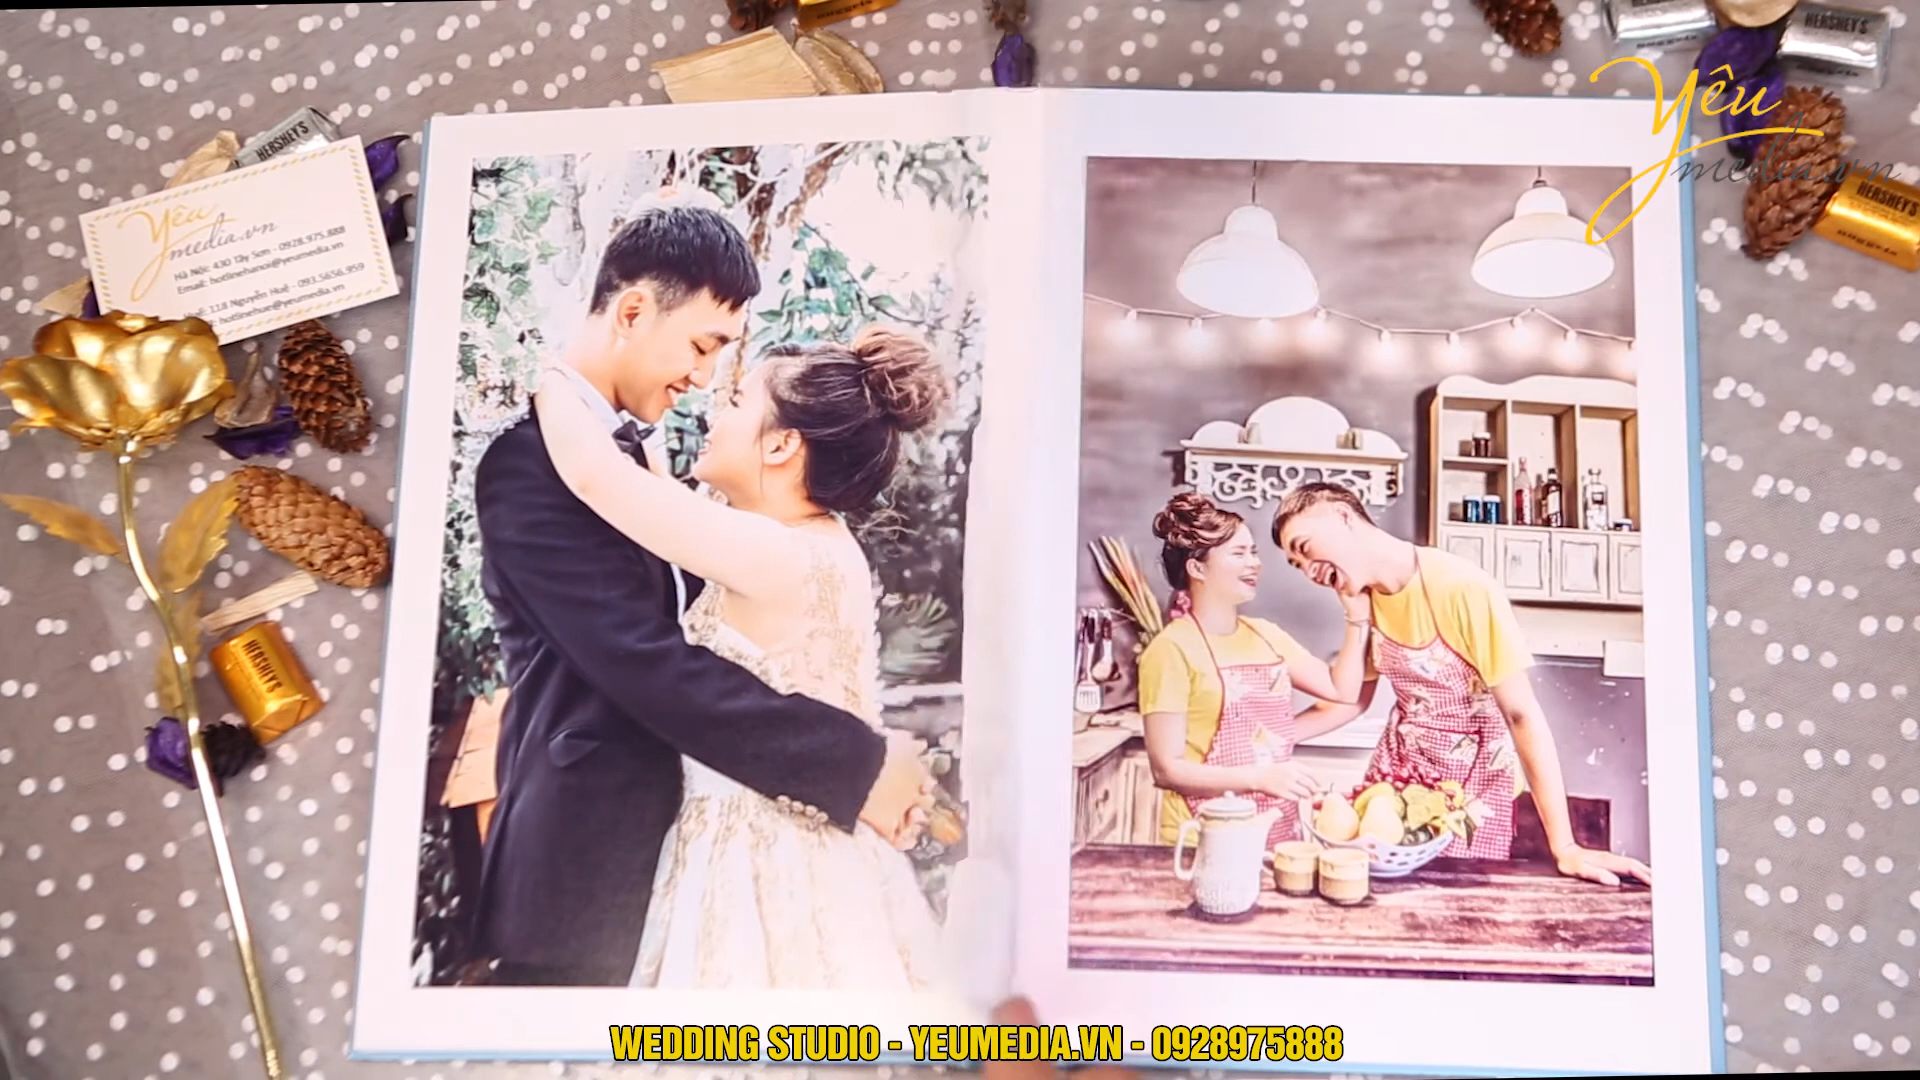 Yêu
media.vn
HERSHEY'S
HERSHEY'S
HERSHEY'S
Yêu
media.vn
Hà Nội: 430 Tây Sơn - 0928.975.888
Email: hotlinehanoi@yeumedia.vn
Huế: 118 Nguyễn Huệ - 093.5656.959
hotlinehue@yeumedia.vn
HERSHEY'S
WEDDING STUDIO - YEUMEDIA.VN - 0928975888